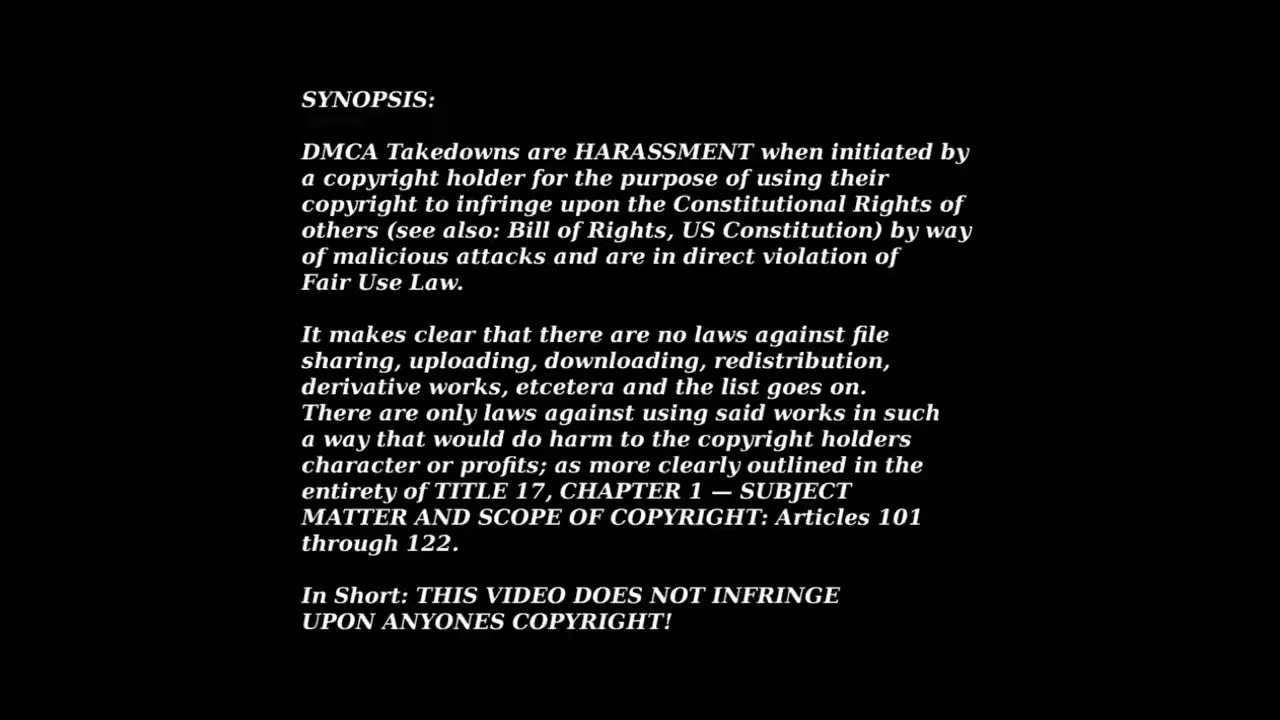 SYNOPSIS:
DMCA Takedowns are HARASSMENT when initiated by
a copyright holder for the purpose of using their
copyright to infringe upon the Constitutional Rights of
others (see also: Bill of Rights, US Constitution) by way
of malicious attacks and are in direct violation of
Fair Use Law.
It makes clear that there are no laws against file
sharing, uploading, downloading, redistribution,
derivative works, etcetera and the list goes on.
There are only laws against using said works in such
a way that would do harm to the copyright holders
character or profits; as more clearly outlined in the
entirety of TITLE 17, CHAPTER 1 — SUBJECT
MATTER AND SCOPE OF COPYRIGHT: Articles 101
through 122.
In Short: THIS VIDEO DOES NOT INFRINGE
UPON ANYONES COPYRIGHT!